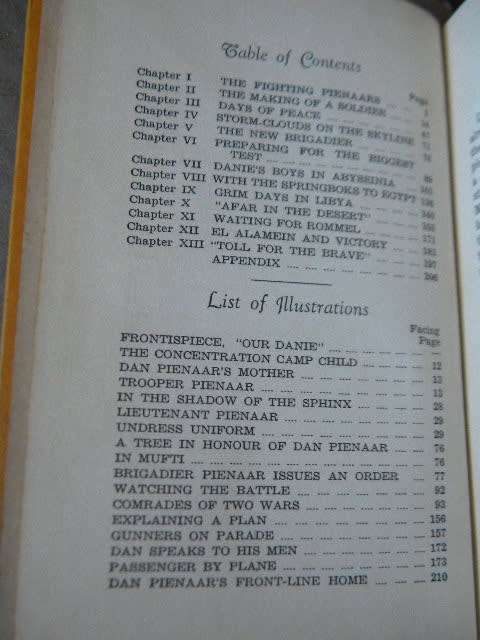 Table of Contents
Page
Chapter I THE FIGHTING PIENAARS .... .... 1
Chapter II THE MAKING OF A SOLDIER ....
Chapter III DAYS OF PEACE .... .... ....
Chapter IV STORM-CLOUDS ON THE SKYLINE
Chapter V THE NEW BRIGADIER .... .... 71
Chapter VI PREPARING FOR THE BIGGEST
TEST .... .... .... .... ....
Chapter VII DANIE'S BOYS IN ABYSSINIA ....
Chapter VIII WITH THE SPRINGBOKS TO EGYPT
Chapter IX GRIM DAYS IN LIBYA .... ....
Chapter X "AFAR IN THE DESERT" .... ....
Chapter XI WAITING FOR ROMMEL .... .... 171
Chapter XII EL ALAMEIN AND VICTORY ....
Chapter XIII "TOLL FOR THE BRAVE" .... .... 197
APPENDIX .... .... .... .... 206
List of Illustrations
Facing
Page
FRONTISPIECE, "OUR DANIE" .... .... .... ....
THE CONCENTRATION CAMP CHILD .... .... .... 12
DAN PIENAAR'S MOTHER .... .... .... .... 13
TROOPER PIENAAR .... .... .... .... .... 13
IN THE SHADOW OF THE SPHINX .... .... .... 28
LIEUTENANT PIENAAR .... .... .... .... .... 29
UNDRESS UNIFORM .... .... .... .... .... 29
A TREE IN HONOUR OF DAN PIENAAR .... .... 76
IN MUFTI .... .... .... .... .... .... .... 76
BRIGADIER PIENAAR ISSUES AN ORDER .... 77
WATCHING THE BATTLE .... .... .... .... .... 92
COMRADES OF TWO WARS .... .... .... .... 93
EXPLAINING A PLAN .... .... .... .... .... 156
GUNNERS ON PARADE .... .... .... .... .... 157
DAN SPEAKS TO HIS MEN .... .... .... .... 172
PASSENGER BY PLANE .... .... .... .... .... 173
DAN PIENAAR'S FRONT-LINE HOME .... .... .... 210